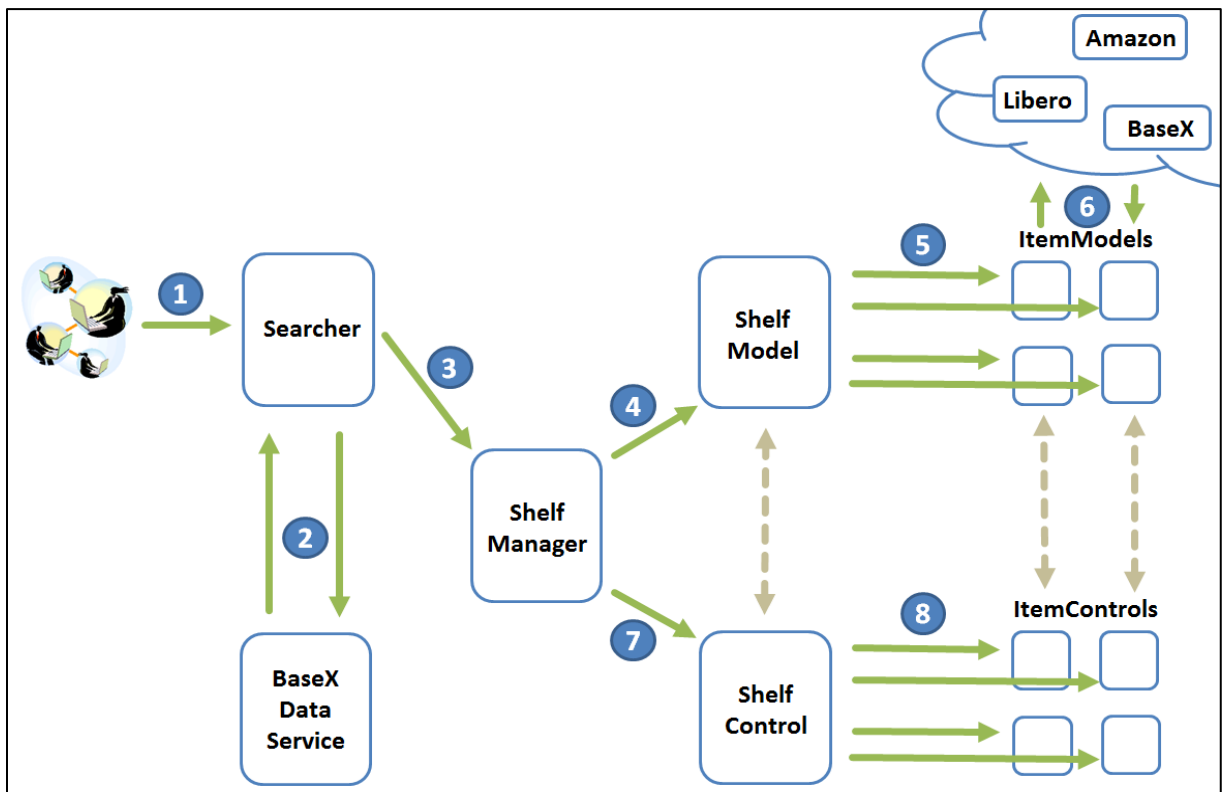 Amazon
Libero
BaseX
6
ItemModels
5
1
Searcher
Shelf
Model
3
4
Shelf
Manager
2
ItemControls
7
8
BaseX
Data
Service
Shelf
Control